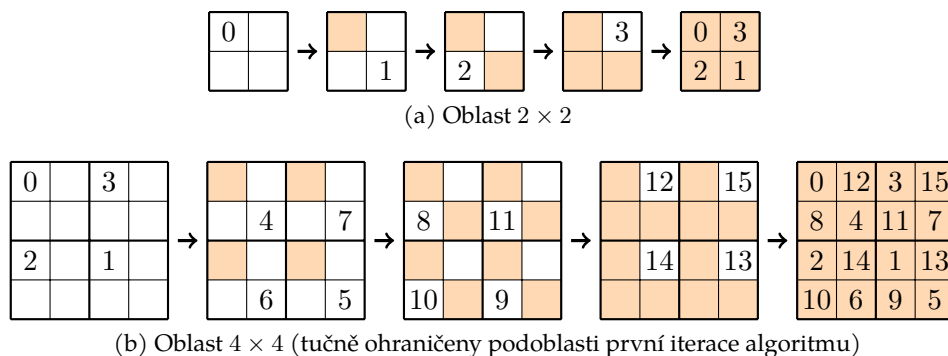 0 1 2 3 0 3
2 1
(a) Oblast 2 × 2
0 3 12 15 0 12 3 15
4 7 8 11 8 4 11 7
2 1 14 13 2 14 1 13
6 5 10 9 10 6 9 5
(b) Oblast 4 × 4 (tučně ohraničeny podoblasti první iterace algoritmu)